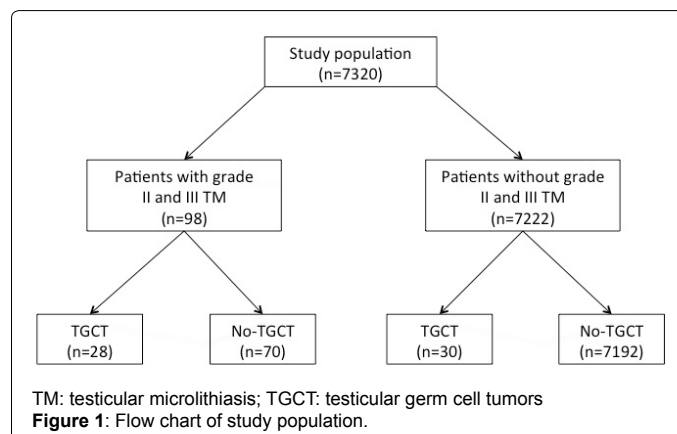 Study population
(n=7320)
Patients with grade
II and III TM
(n=98)
Patients without grade
II and III TM
(n=7222)
TGCT
(n=28)
No-TGCT
(n=70)
TGCT
(n=30)
No-TGCT
(n=7192)
TM: testicular microlithiasis; TGCT: testicular germ cell tumors
Figure 1: Flow chart of study population.